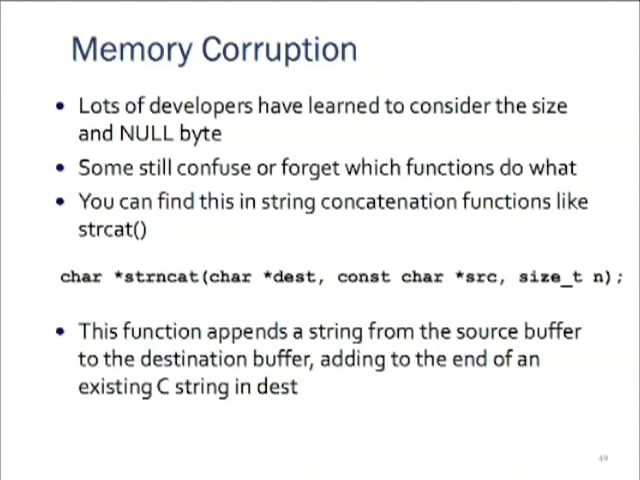 Memory Corruption
• Lots of developers have learned to consider the size
and NULL byte
• Some still confuse or forget which functions do what
• You can find this in string concatenation functions like
strcat()
char *strncat(char *dest, const char *src, size_t n);
• This function appends a string from the source buffer
to the destination buffer, adding to the end of an
existing C string in dest
49